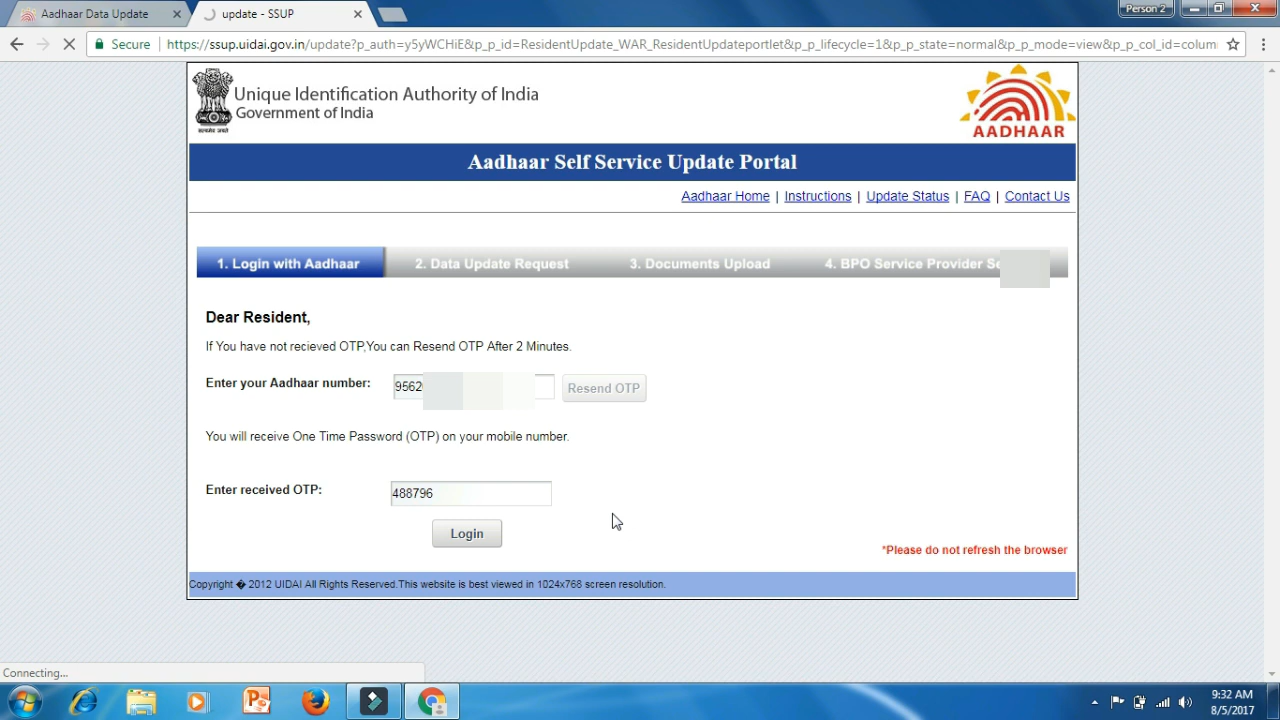 Aadhaar Data Update
update - SSUP
Person 2
Secure
https://ssup.uidai.gov.in/update?p_auth=y5yWCHiE&p_p_id=ResidentUpdate_WAR_ResidentUpdateportlet&p_p_lifecycle=1&p_p_state=normal&p_p_mode=view&p_p_col_id=colum
Unique Identification Authority of India
Government of India
AADHAAR
Aadhaar Self Service Update Portal
Aadhaar Home | Instructions | Update Status | FAQ | Contact Us
1. Login with Aadhaar
2. Data Update Request
3. Documents Upload
4. BPO Service Provider Se
Dear Resident,
If You have not recieved OTP,You can Resend OTP After 2 Minutes.
Enter your Aadhaar number:
9562
Resend OTP
You will receive One Time Password (OTP) on your mobile number.
Enter received OTP:
488796
Login
*Please do not refresh the browser
Copyright � 2012 UIDAI All Rights Reserved.This website is best viewed in 1024x768 screen resolution.
Connecting...
9:32 AM
8/5/2017